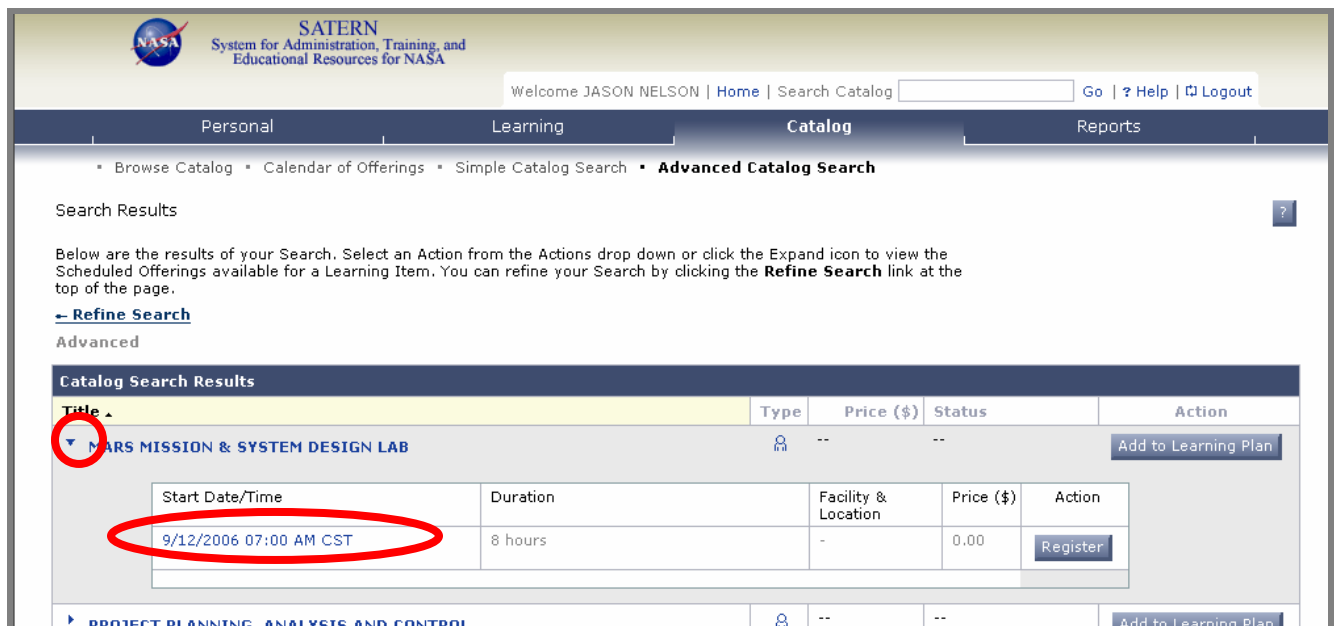 NASA
SATERN
System for Administration, Training, and
Educational Resources for NASA
Welcome JASON NELSON | Home | Search Catalog Go | ? Help | Logout
Personal Learning Catalog Reports
▪ Browse Catalog ▪ Calendar of Offerings ▪ Simple Catalog Search ▪ Advanced Catalog Search
Search Results
?
Below are the results of your Search. Select an Action from the Actions drop down or click the Expand icon to view the
Scheduled Offerings available for a Learning Item. You can refine your Search by clicking the Refine Search link at the
top of the page.
← Refine Search
Advanced
Catalog Search Results
Title Type Price ($) Status Action
MARS MISSION & SYSTEM DESIGN LAB -- -- Add to Learning Plan
Start Date/Time Duration Facility & Price ($) Action
Location
9/12/2006 07:00 AM CST 8 hours - 0.00 Register
PROJECT PLANNING, ANALYSIS AND CONTROL -- -- Add to Learning Plan